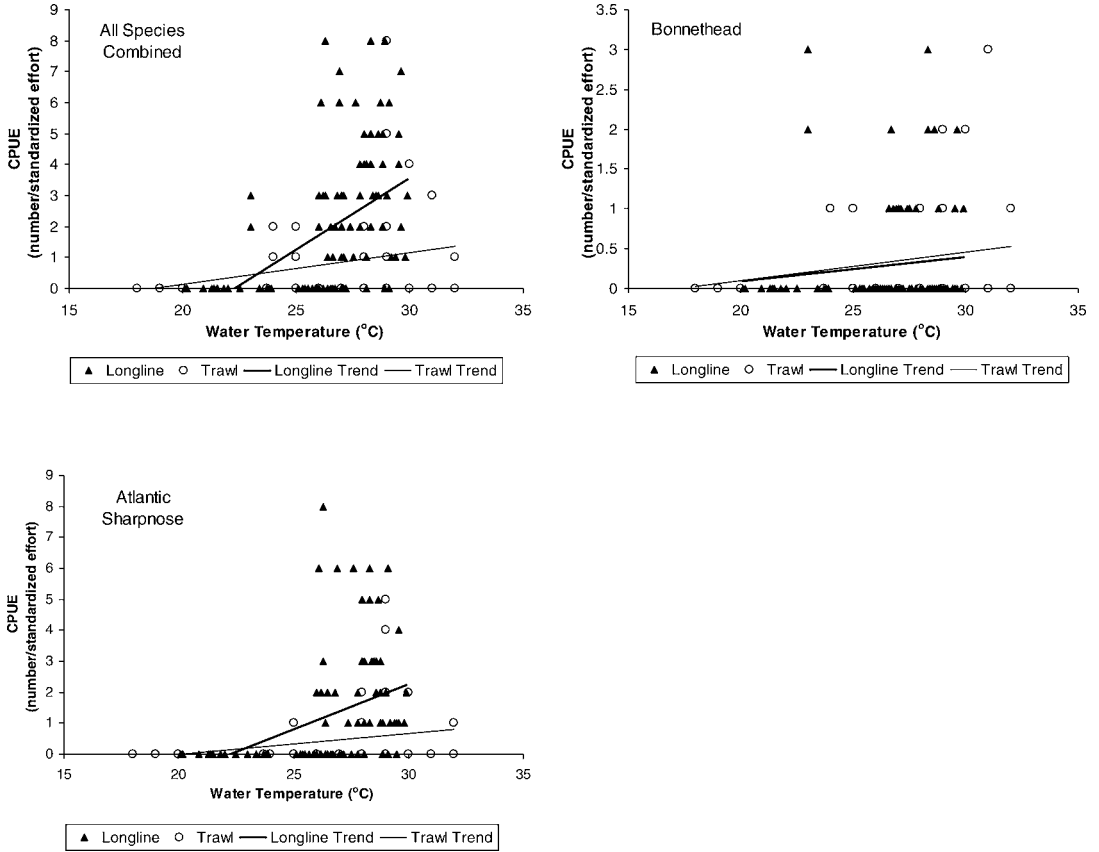 All Species
Combined
CPUE
(number/standardized effort)
9
8
7
6
5
4
3
2
1
0
15 20 25 30 35
Water Temperature (°C)
Longline Trawl Longline Trend Trawl Trend
Bonnethead
CPUE
(number/standardized effort)
3.5
3
2.5
2
1.5
1
0.5
0
15 20 25 30 35
Water Temperature (°C)
Longline Trawl Longline Trend Trawl Trend
Atlantic
Sharpnose
CPUE
(number/standardized effort)
9
8
7
6
5
4
3
2
1
0
15 20 25 30 35
Water Temperature (°C)
Longline Trawl Longline Trend Trawl Trend